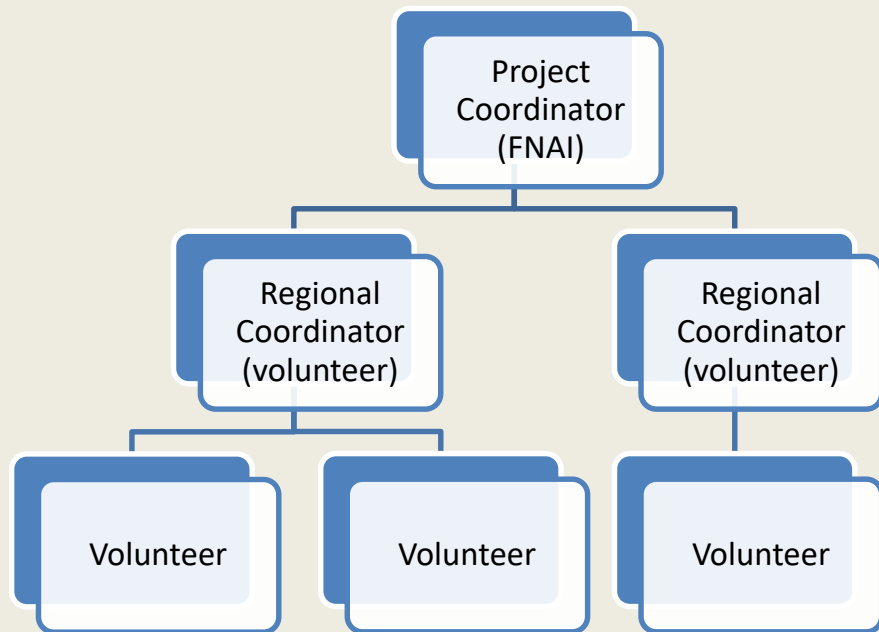 Project
Coordinator
(FNAI)
Regional
Coordinator
(volunteer)
Regional
Coordinator
(volunteer)
Volunteer
Volunteer
Volunteer